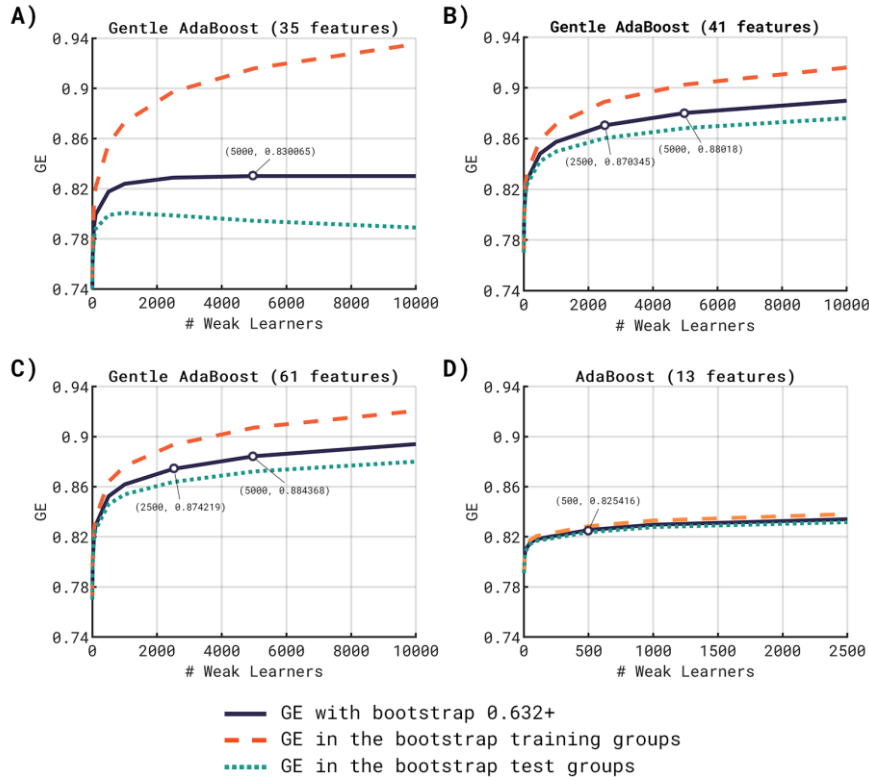 A)
Gentle AdaBoost (35 features)
0.94
0.9
0.86
0.82
0.78
0.74
GE
(5000, 0.830065)
0
2000
4000
6000
8000
10000
# Weak Learners
B)
Gentle AdaBoost (41 features)
0.94
0.9
0.86
0.82
0.78
0.74
GE
(2500, 0.870345)
(5000, 0.88018)
0
2000
4000
6000
8000
10000
# Weak Learners
C)
Gentle AdaBoost (61 features)
0.94
0.9
0.86
0.82
0.78
0.74
GE
(2500, 0.874219)
(5000, 0.884368)
0
2000
4000
6000
8000
10000
# Weak Learners
D)
AdaBoost (13 features)
0.94
0.9
0.86
0.82
0.78
0.74
GE
(500, 0.825416)
0
500
1000
1500
2000
2500
# Weak Learners
GE with bootstrap 0.632+
GE in the bootstrap training groups
GE in the bootstrap test groups